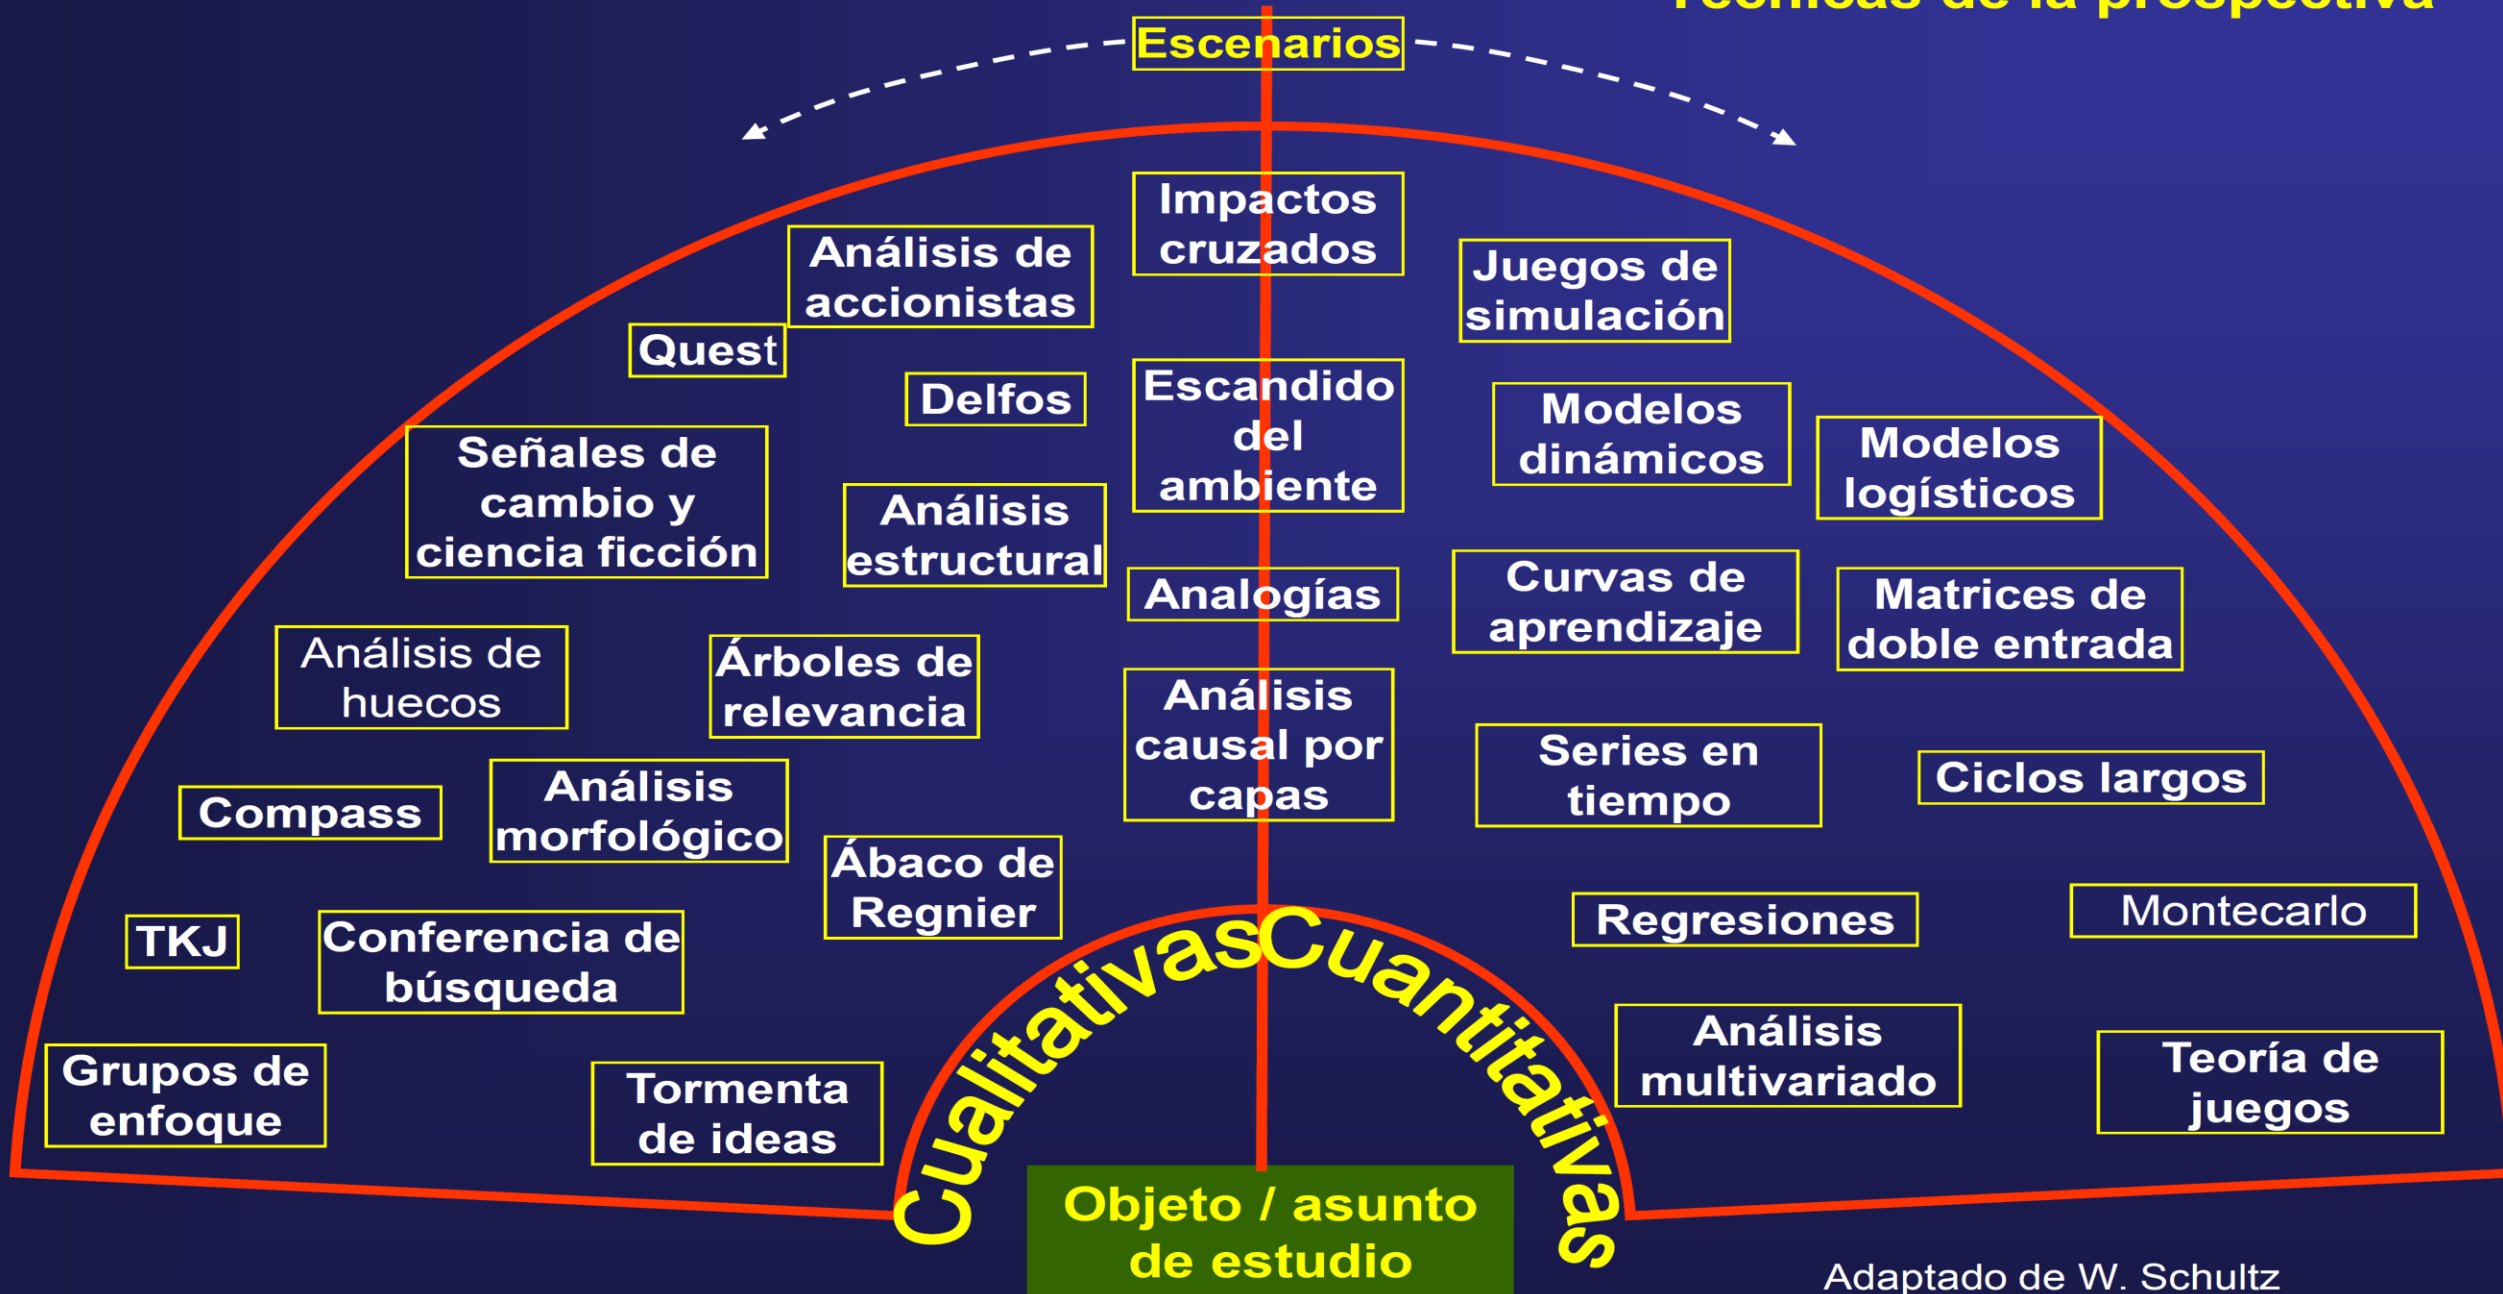 Técnicas de la prospectiva
Escenarios
Impactos
cruzados
Análisis de
accionistas
Juegos de
simulación
Quest
Delfos
Escandido
del
ambiente
Modelos
dinámicos
Modelos
logísticos
Señales de
cambio y
ciencia ficción
Análisis
estructural
Analogías
Curvas de
aprendizaje
Matrices de
doble entrada
Análisis de
huecos
Árboles de
relevancia
Análisis
causal por
capas
Series en
tiempo
Ciclos largos
Compass
Análisis
morfológico
Ábaco de
Regnier
Regresiones
Montecarlo
TKJ
Conferencia de
búsqueda
Cualitativas
Cuantitativas
Análisis
multivariado
Teoría de
juegos
Grupos de
enfoque
Tormenta
de ideas
Objeto / asunto
de estudio
Adaptado de W. Schultz